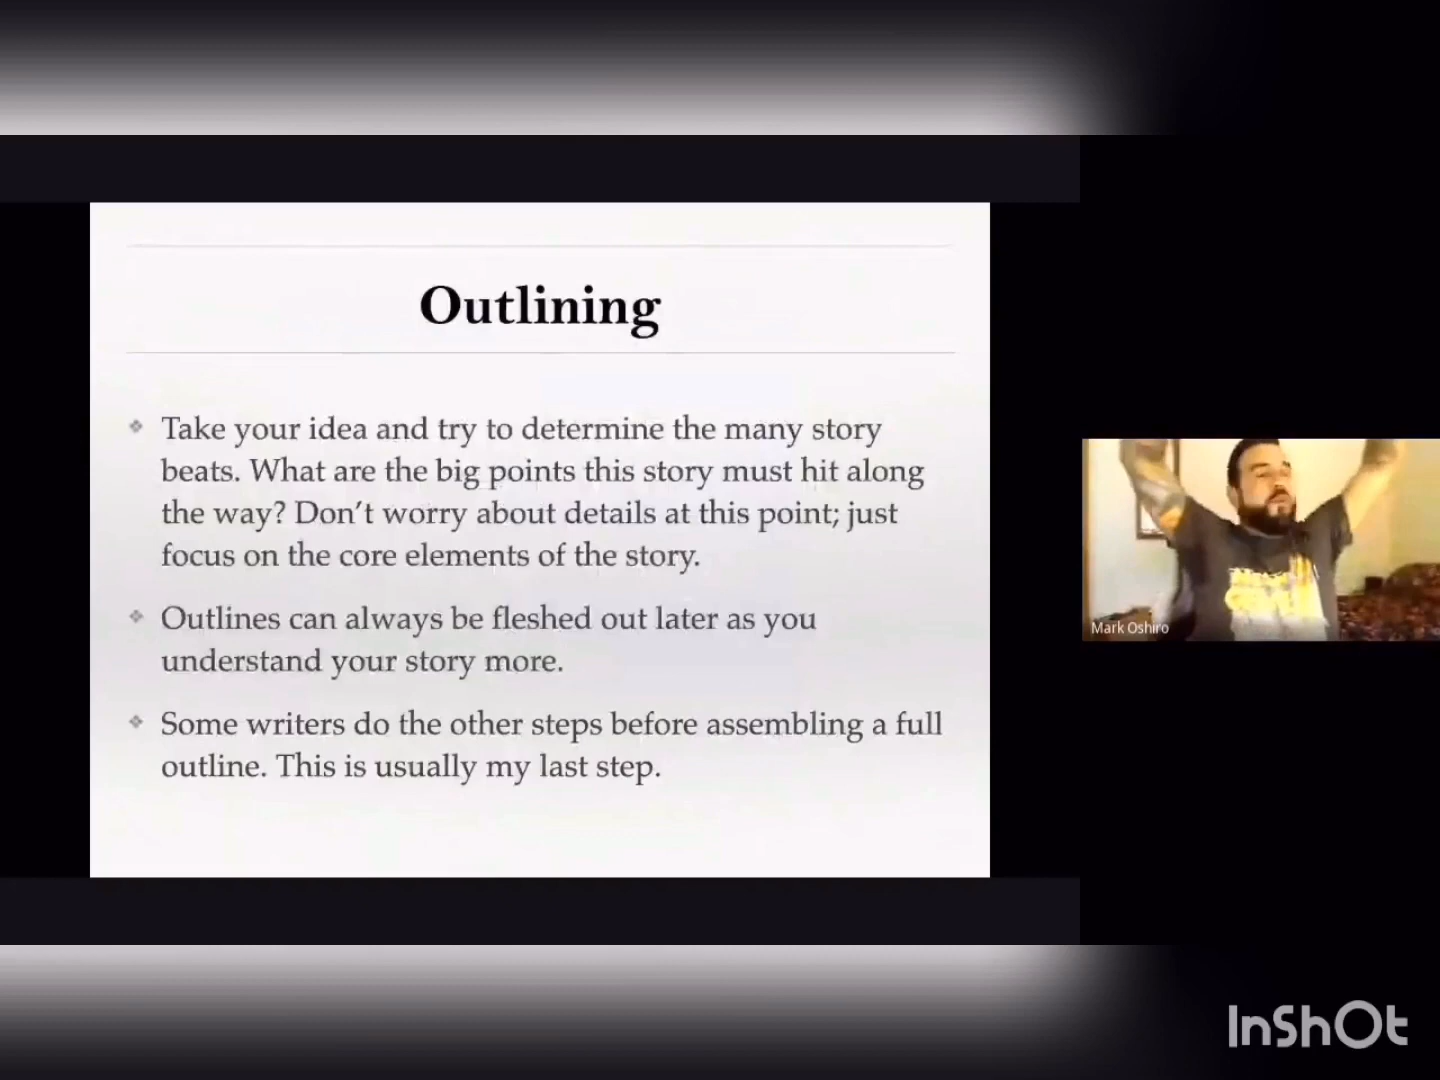 Outlining
Take your idea and try to determine the many story
beats. What are the big points this story must hit along
the way? Don't worry about details at this point; just
focus on the core elements of the story.
Outlines can always be fleshed out later as you
understand your story more.
Some writers do the other steps before assembling a full
outline. This is usually my last step.
Mark Oshiro
InShOt